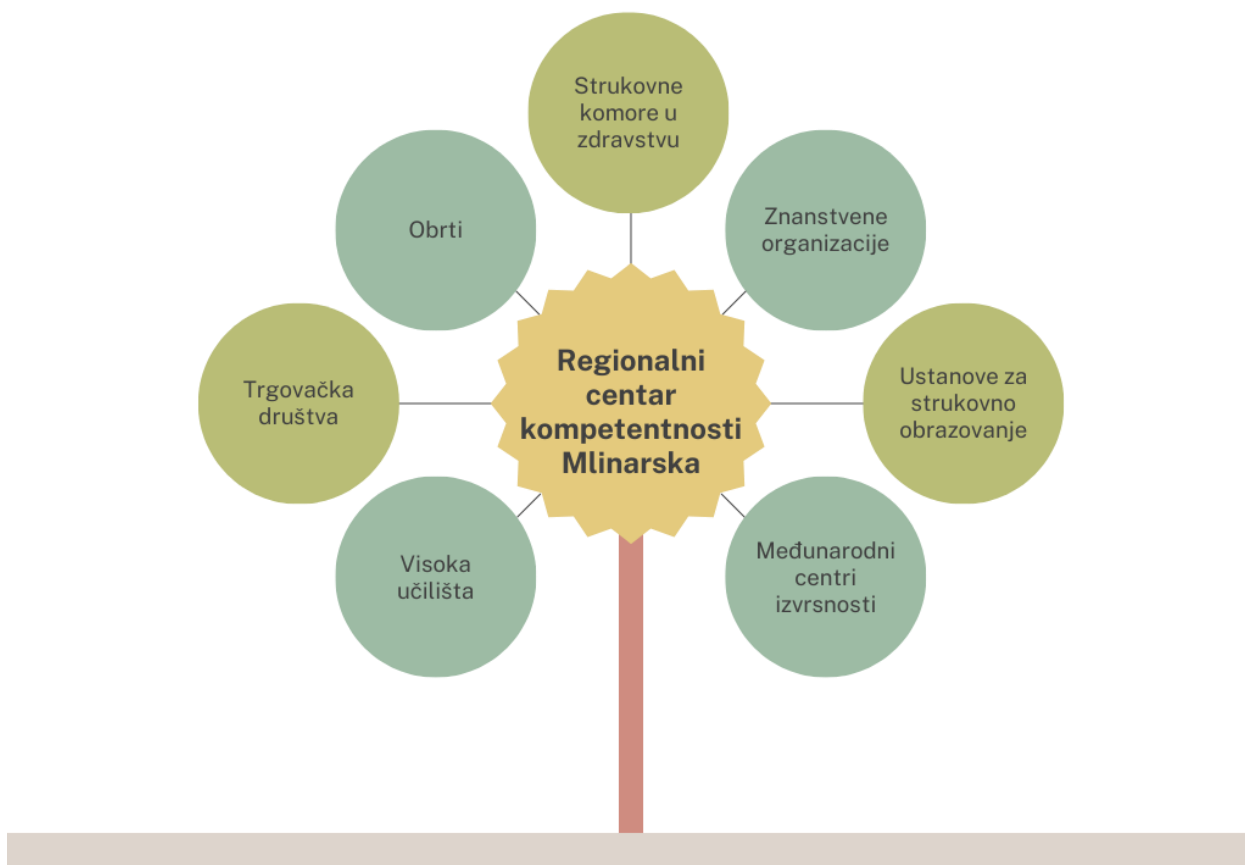 Strukovne
komore u
zdravstvu
Obrti
Znanstvene
organizacije
Trgovačka
društva
Regionalni
centar
kompetentnosti
Mlinarska
Ustanove za
strukovno
obrazovanje
Visoka
učilišta
Međunarodni
centri
izvrsnosti